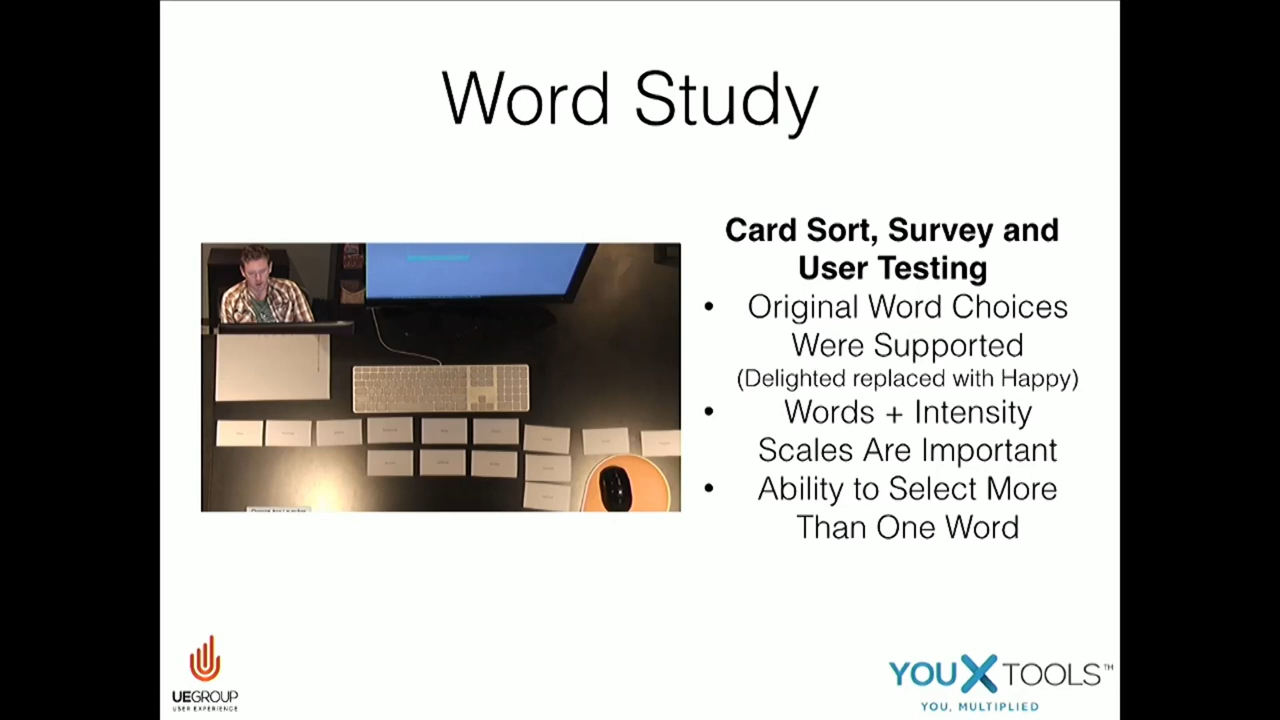 Word Study
Card Sort, Survey and
User Testing
• Original Word Choices
Were Supported
(Delighted replaced with Happy)
• Words + Intensity
Scales Are Important
• Ability to Select More
Than One Word
UEGROUP
USER EXPERIENCE
YOUXTOOLS™
YOU, MULTIPLIED